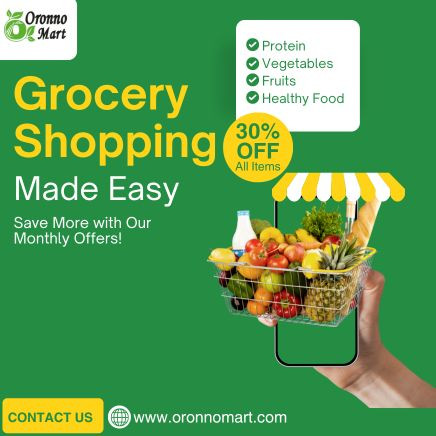 Oronno
Mart
Protein
Vegetables
Fruits
Healthy Food
Grocery
Shopping
30%
OFF
All Items
Made Easy
Save More with Our
Monthly Offers!
CONTACT US
www.oronnomart.com